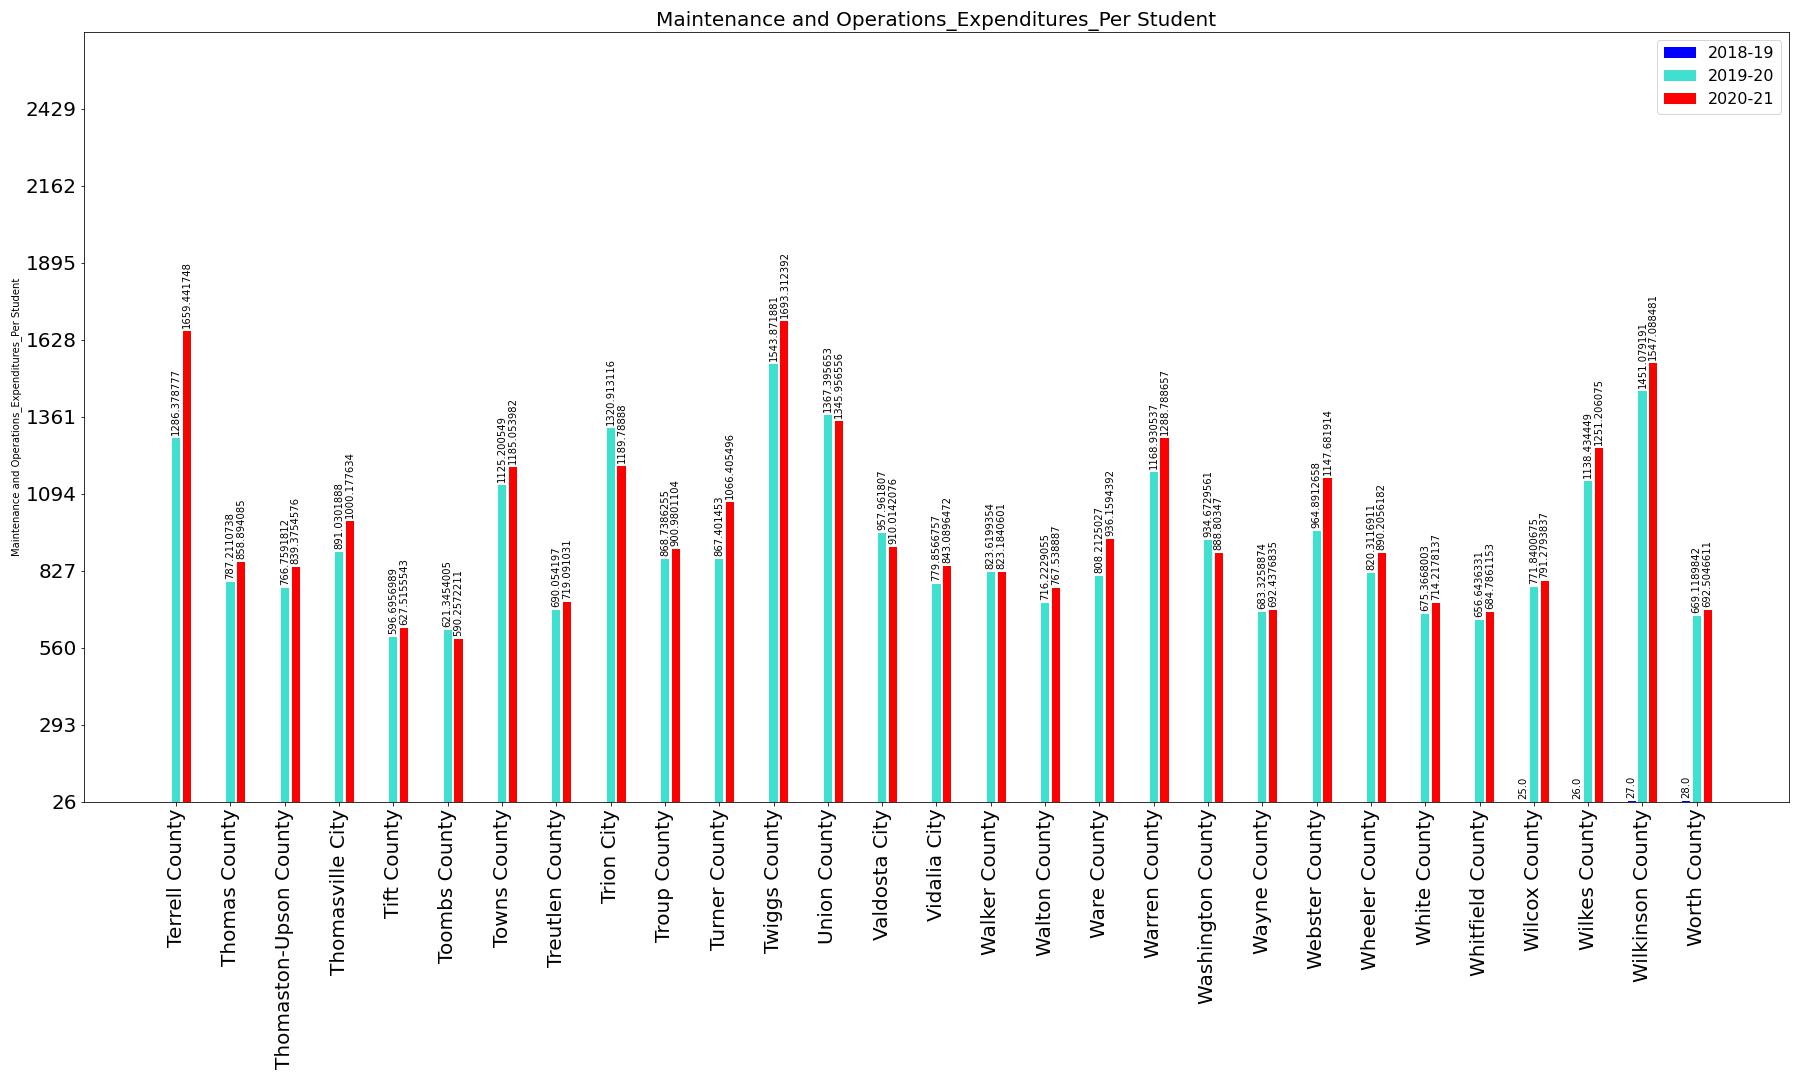 Maintenance and Operations_Expenditures_Per Student
2018-19
2019-20
2020-21
Maintenance and Operations_Expenditures_Per Student
2429
2162
1895
1628
1361
1094
827
560
293
26
1286.378777
1659.441748
787.2110738
858.894085
766.7591812
839.3754576
891.0301888
1000.177634
596.6956989
627.5155543
621.3454005
590.2572211
1125.200549
1185.053982
690.054197
719.091031
1320.913116
1189.78888
868.7386255
900.9801104
867.401453
1066.405496
1543.871881
1693.312392
1367.395653
1345.956556
957.961807
910.0142076
779.8566757
843.0896472
823.6199354
823.1840601
716.2229055
767.538887
808.2125027
936.1594392
1168.930537
1288.788657
934.6729561
888.803447
683.3258874
692.4376835
964.8912658
1147.681914
820.3116911
890.2056182
675.3668003
714.2178137
656.6436331
684.7861153
25.0
771.8400675
791.2793837
26.0
1138.434449
1251.206075
27.0
1451.079191
1547.088481
28.0
669.1189842
692.5046611
Terrell County
Thomas County
Thomaston-Upson County
Thomasville City
Tift County
Toombs County
Towns County
Treutlen County
Trion City
Troup County
Turner County
Twiggs County
Union County
Valdosta City
Vidalia City
Walker County
Walton County
Ware County
Warren County
Washington County
Wayne County
Webster County
Wheeler County
White County
Whitfield County
Wilcox County
Wilkes County
Wilkinson County
Worth County